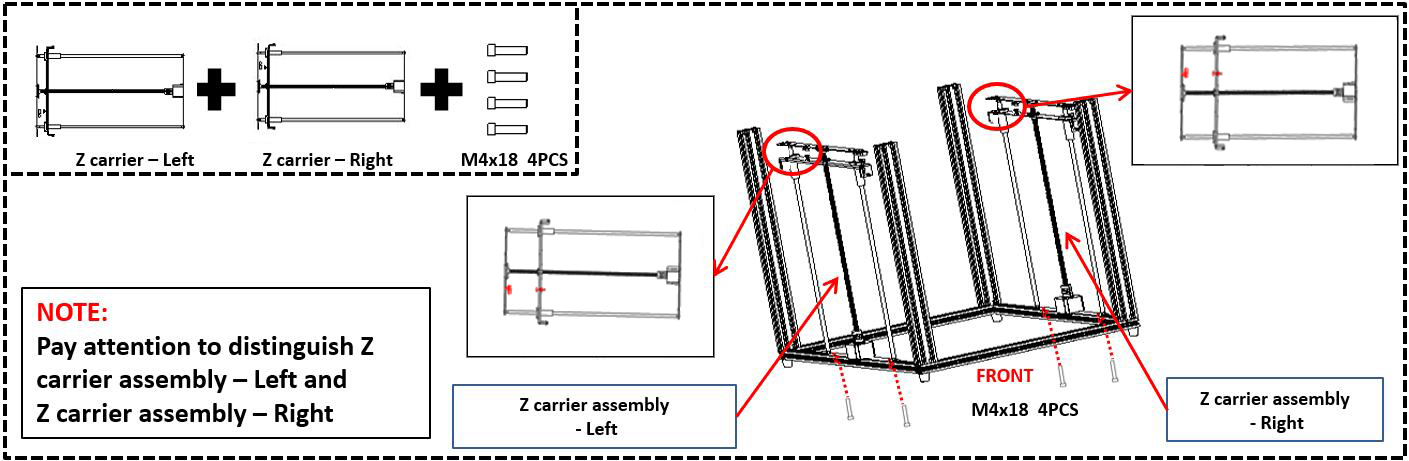 Z carrier – Left
Z carrier – Right
M4x18 4PCS
NOTE:
Pay attention to distinguish Z
carrier assembly – Left and
Z carrier assembly – Right
Z carrier assembly
- Left
FRONT
M4x18 4PCS
Z carrier assembly
- Right